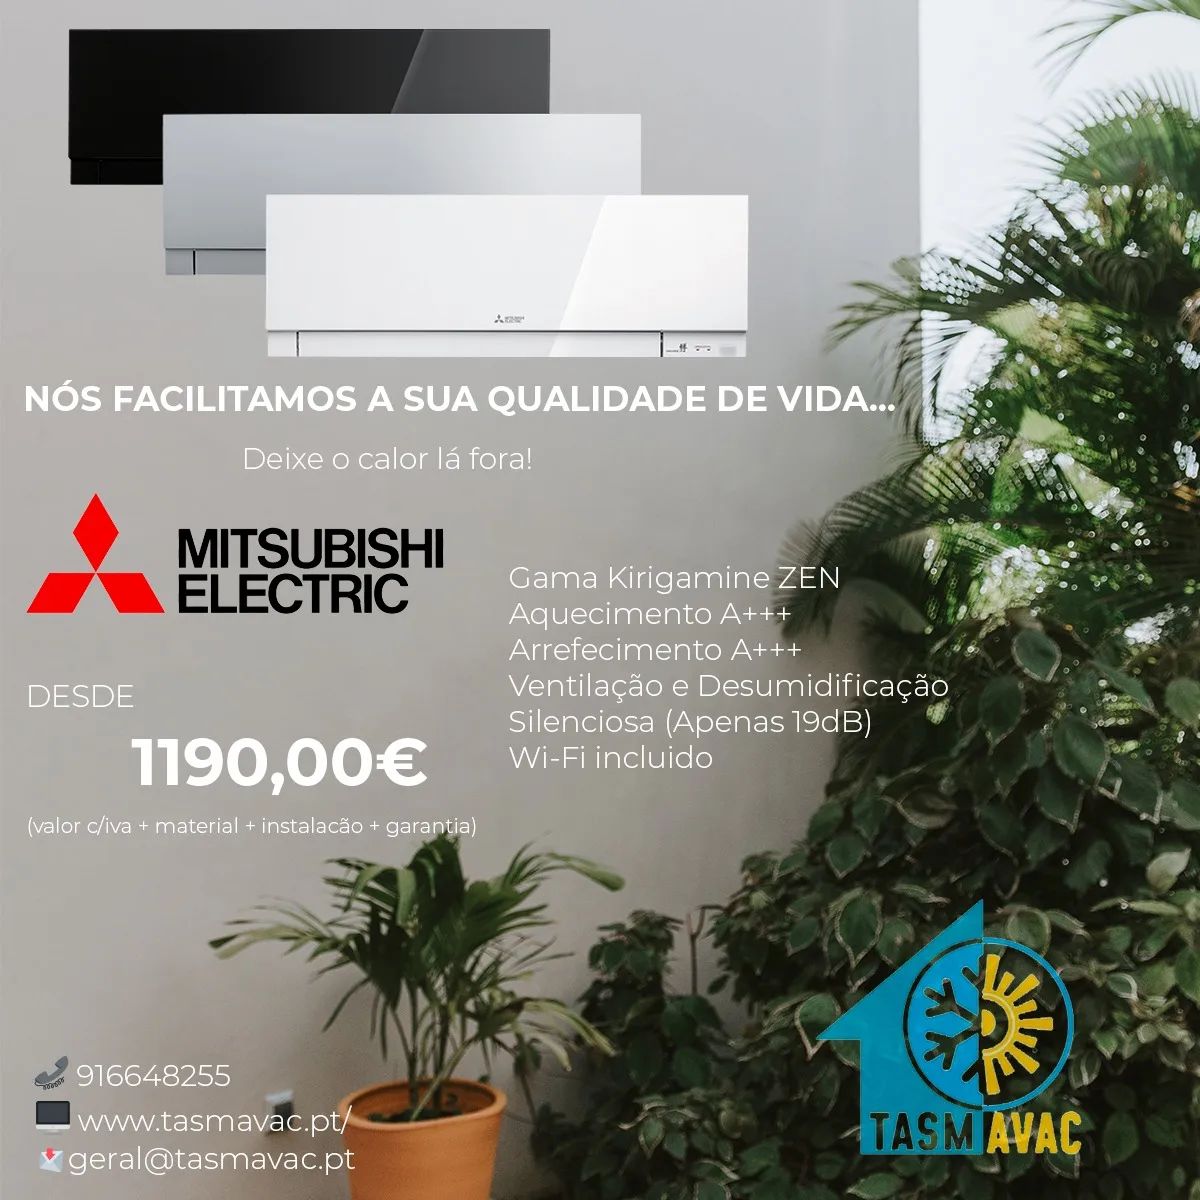 MITSUBISHI
ELECTRIC
NÓS FACILITAMOS A SUA QUALIDADE DE VIDA...
Deixe o calor lá fora!
MITSUBISHI
ELECTRIC
Gama Kirigamine ZEN
Aquecimento A+++
Arrefecimento A+++
Ventilação e Desumidificação
Silenciosa (Apenas 19dB)
Wi-Fi incluido
DESDE
1190,00€
(valor c/iva + material + instalacão + garantia)
916648255
www.tasmavac.pt/
geral@tasmavac.pt
TASMAVAC